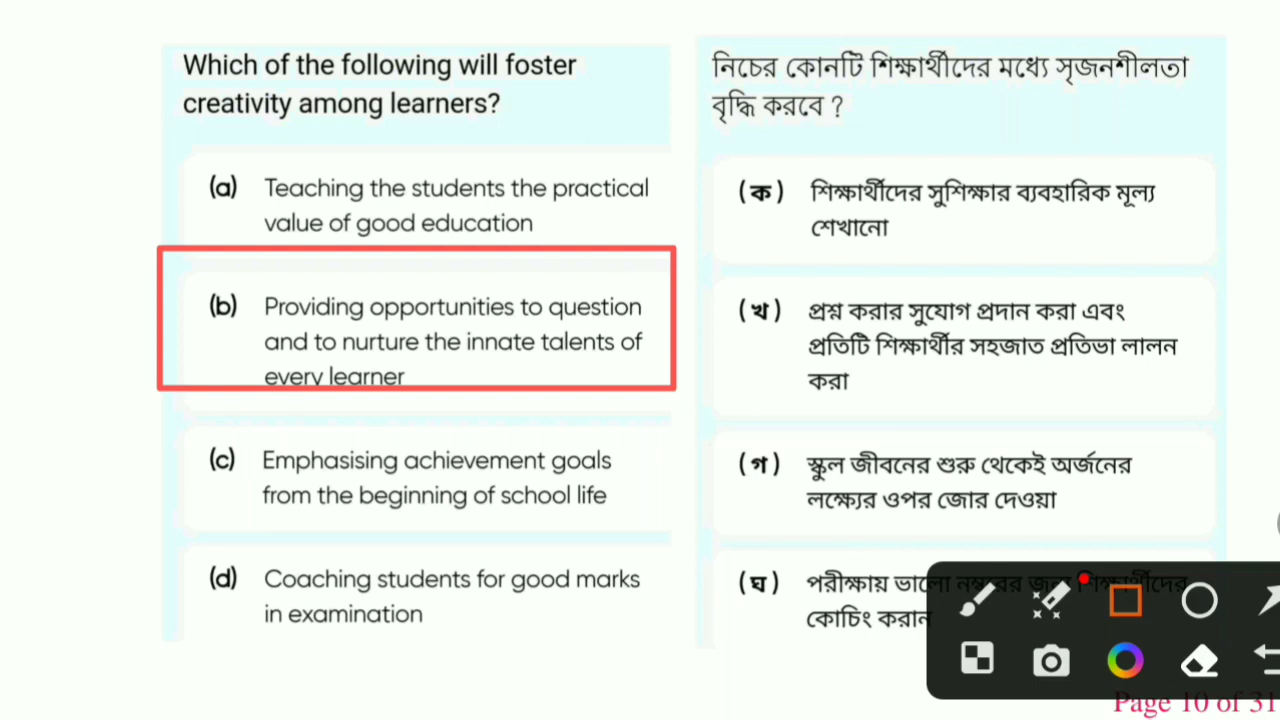 Which of the following will foster
creativity among learners?
(a) Teaching the students the practical
value of good education
(b) Providing opportunities to question
and to nurture the innate talents of
every learner
(c) Emphasising achievement goals
from the beginning of school life
(d) Coaching students for good marks
in examination
নিচের কোনটি শিক্ষার্থীদের মধ্যে সৃজনশীলতা
বৃদ্ধি করবে ?
(ক) শিক্ষার্থীদের সুশিক্ষার ব্যবহারিক মূল্য
শেখানো
(খ) প্রশ্ন করার সুযোগ প্রদান করা এবং
প্রতিটি শিক্ষার্থীর সহজাত প্রতিভা লালন
করা
(গ) স্কুল জীবনের শুরু থেকেই অর্জনের
লক্ষ্যের ওপর জোর দেওয়া
(ঘ) পরীক্ষায় ভালো নম্বরের জন্য শিক্ষার্থীদের
কোচিং করান
Page 10 of 31